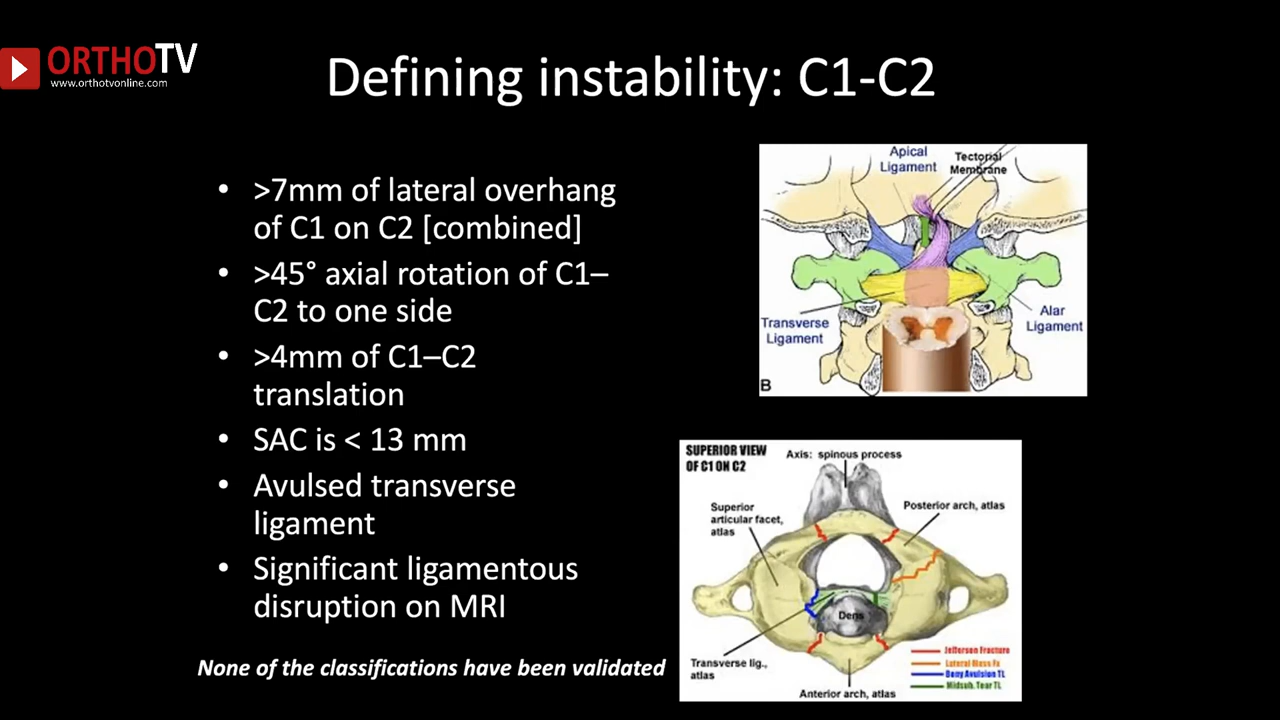 ORTHOTV
www.orthotvonline.com
Defining instability: C1-C2
• >7mm of lateral overhang
of C1 on C2 [combined]
• >45° axial rotation of C1–
C2 to one side
• >4mm of C1–C2
translation
• SAC is < 13 mm
• Avulsed transverse
ligament
• Significant ligamentous
disruption on MRI
None of the classifications have been validated
Apical
Ligament
Tectorial
Membrane
Transverse
Ligament
Alar
Ligament
B
SUPERIOR VIEW
OF C1 ON C2
Axis: spinous process
Superior
articular facet,
atlas
Posterior arch, atlas
Dens
Transverse lig.,
atlas
Anterior arch, atlas
Jefferson Fracture
Lateral Mass Fx
Bony Avulsion TL
Midsub. Tear TL